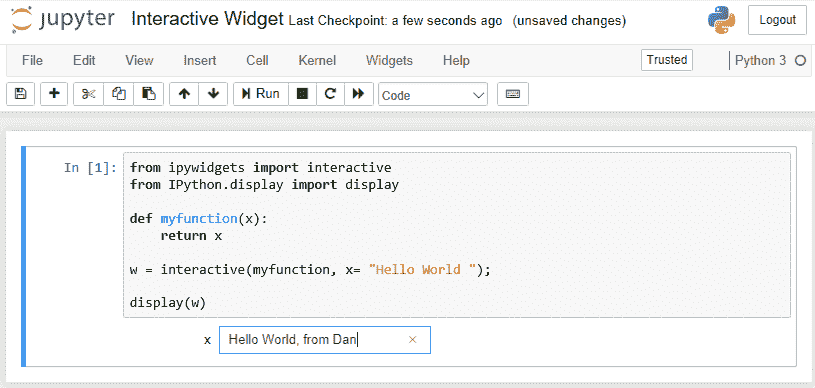 jupyter Interactive Widget Last Checkpoint: a few seconds ago (unsaved changes) Logout
File Edit View Insert Cell Kernel Widgets Help Trusted Python 3
Run Code
In [1]: from ipywidgets import interactive
from IPython.display import display
def myfunction(x):
return x
w = interactive(myfunction, x= "Hello World ");
display(w)
x Hello World, from Dan